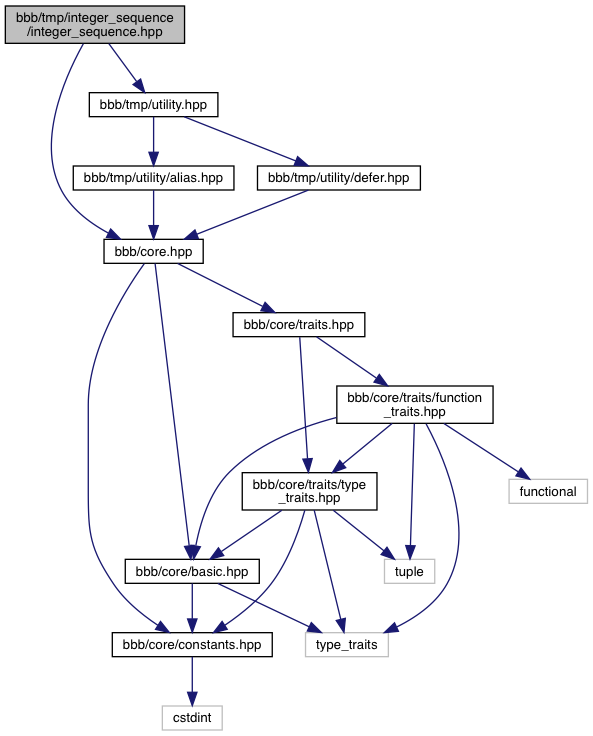 bbb/tmp/integer_sequence
/integer_sequence.hpp
bbb/tmp/utility.hpp
bbb/tmp/utility/alias.hpp
bbb/tmp/utility/defer.hpp
bbb/core.hpp
bbb/core/traits.hpp
bbb/core/traits/function
_traits.hpp
bbb/core/traits/type
_traits.hpp
functional
bbb/core/basic.hpp
tuple
bbb/core/constants.hpp
type_traits
cstdint